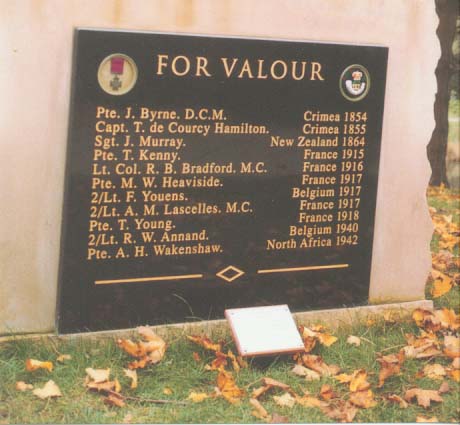 FOR VALOUR
Pte. J. Byrne. D.C.M. Crimea 1854
Capt. T. de Courcy Hamilton. Crimea 1855
Sgt. J. Murray. New Zealand 1864
Pte. T. Kenny. France 1915
Lt. Col. R. B. Bradford. M.C. France 1916
Pte. M. W. Heaviside. France 1917
2/Lt. F. Youens. Belgium 1917
2/Lt. A. M. Lascelles. M.C. France 1917
Pte. T. Young. France 1918
2/Lt. R. W. Annand. Belgium 1940
Pte. A. H. Wakenshaw. North Africa 1942